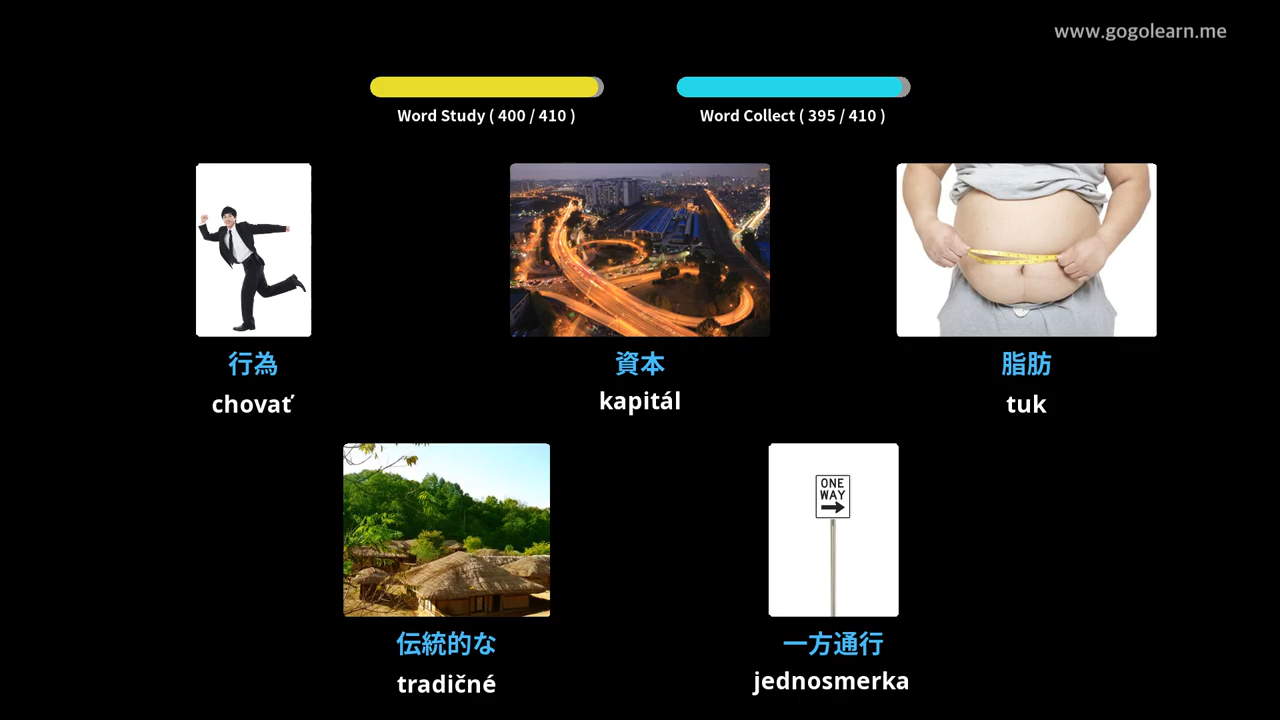 www.gogolearn.me
Word Study ( 400 / 410 )
Word Collect ( 395 / 410 )
行為
chovať
資本
kapitál
脂肪
tuk
ONE
WAY
伝統的な
tradičné
一方通行
jednosmerka